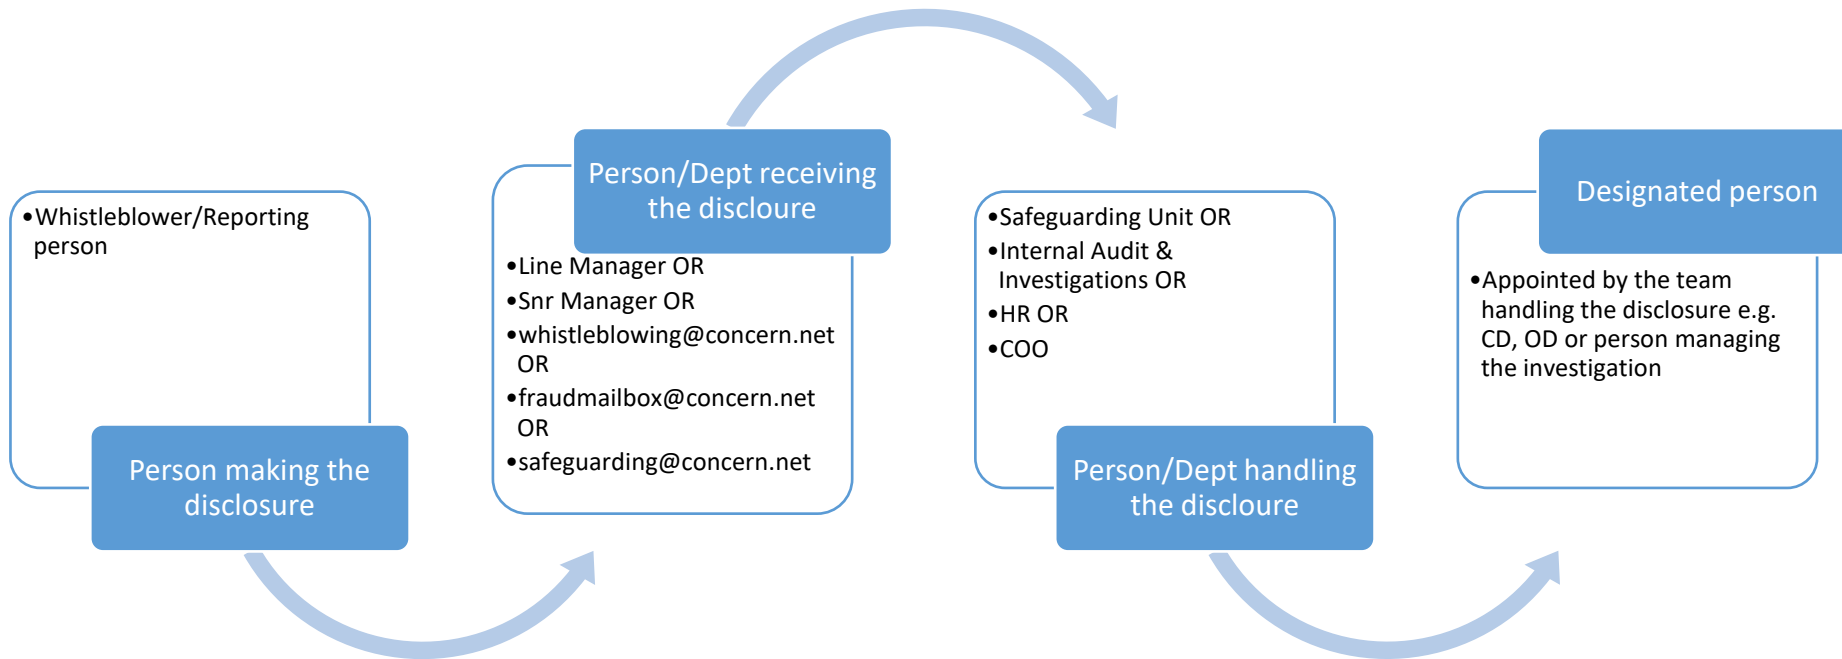 •Whistleblower/Reporting
person
Person making the
disclosure
Person/Dept receiving
the discloure
•Line Manager OR
•Snr Manager OR
•whistleblowing@concern.net
OR
•fraudmailbox@concern.net
OR
•safeguarding@concern.net
•Safeguarding Unit OR
•Internal Audit &
Investigations OR
•HR OR
•COO
Person/Dept handling
the discloure
Designated person
•Appointed by the team
handling the disclosure e.g.
CD, OD or person managing
the investigation